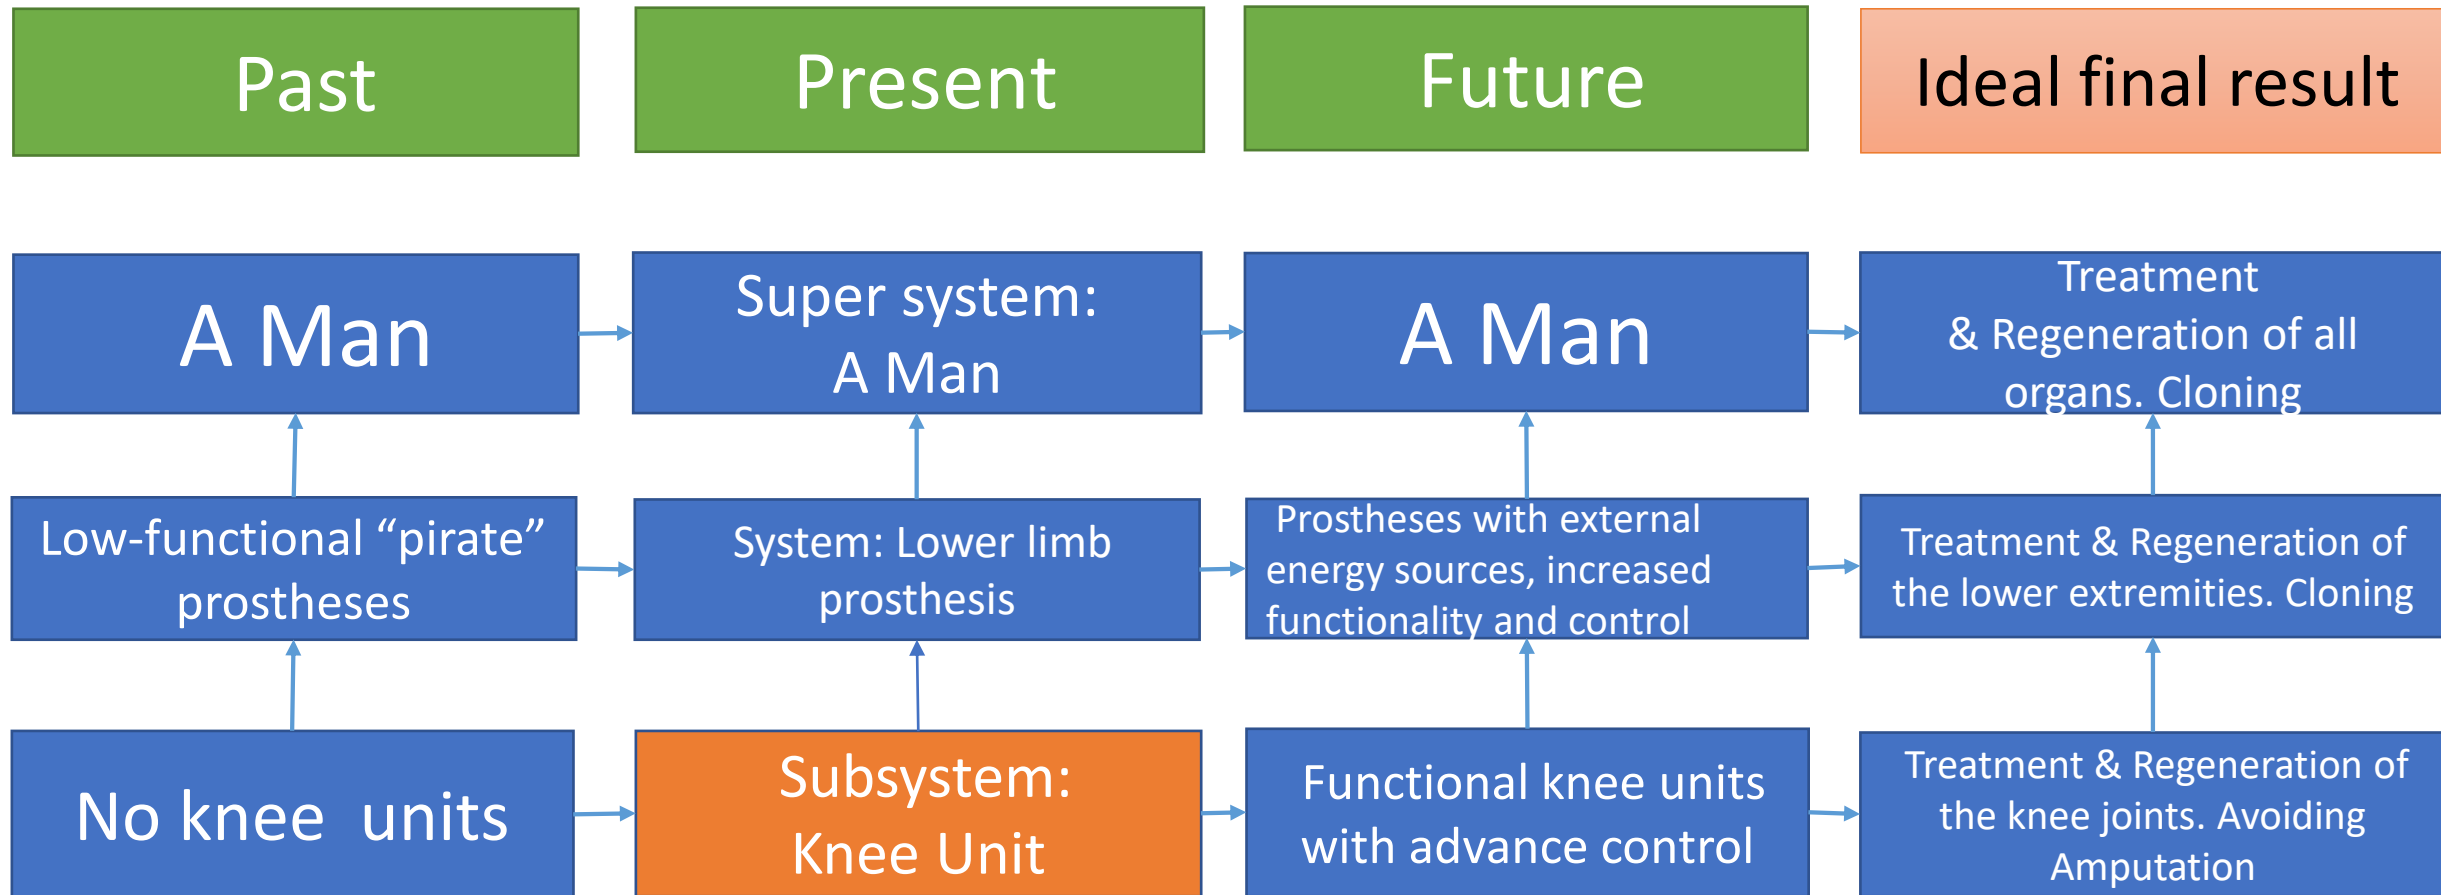 Past
Present
Future
Ideal final result
A Man
Super system:
A Man
A Man
Treatment
& Regeneration of all
organs. Cloning
Low-functional “pirate”
prostheses
System: Lower limb
prosthesis
Prostheses with external
energy sources, increased
functionality and control
Treatment & Regeneration of
the lower extremities. Cloning
No knee units
Subsystem:
Knee Unit
Functional knee units
with advance control
Treatment & Regeneration of
the knee joints. Avoiding
Amputation